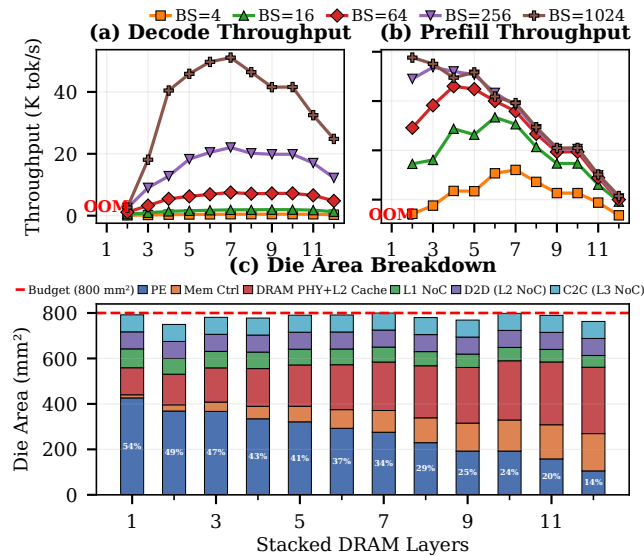 BS=4 BS=16 BS=64 BS=256 BS=1024
(a) Decode Throughput
(b) Prefill Throughput
Throughput (K tok/s)
40
20
0
OOM
OOM
1 3 5 7 9 11
1 3 5 7 9 11
(c) Die Area Breakdown
Budget (800 mm²) PE Mem Ctrl DRAM PHY+L2 Cache L1 NoC D2D (L2 NoC) C2C (L3 NoC)
Die Area (mm²)
800
600
400
200
0
54% 49% 47% 43% 41% 37% 34% 29% 25% 24% 20% 14%
1 3 5 7 9 11
Stacked DRAM Layers